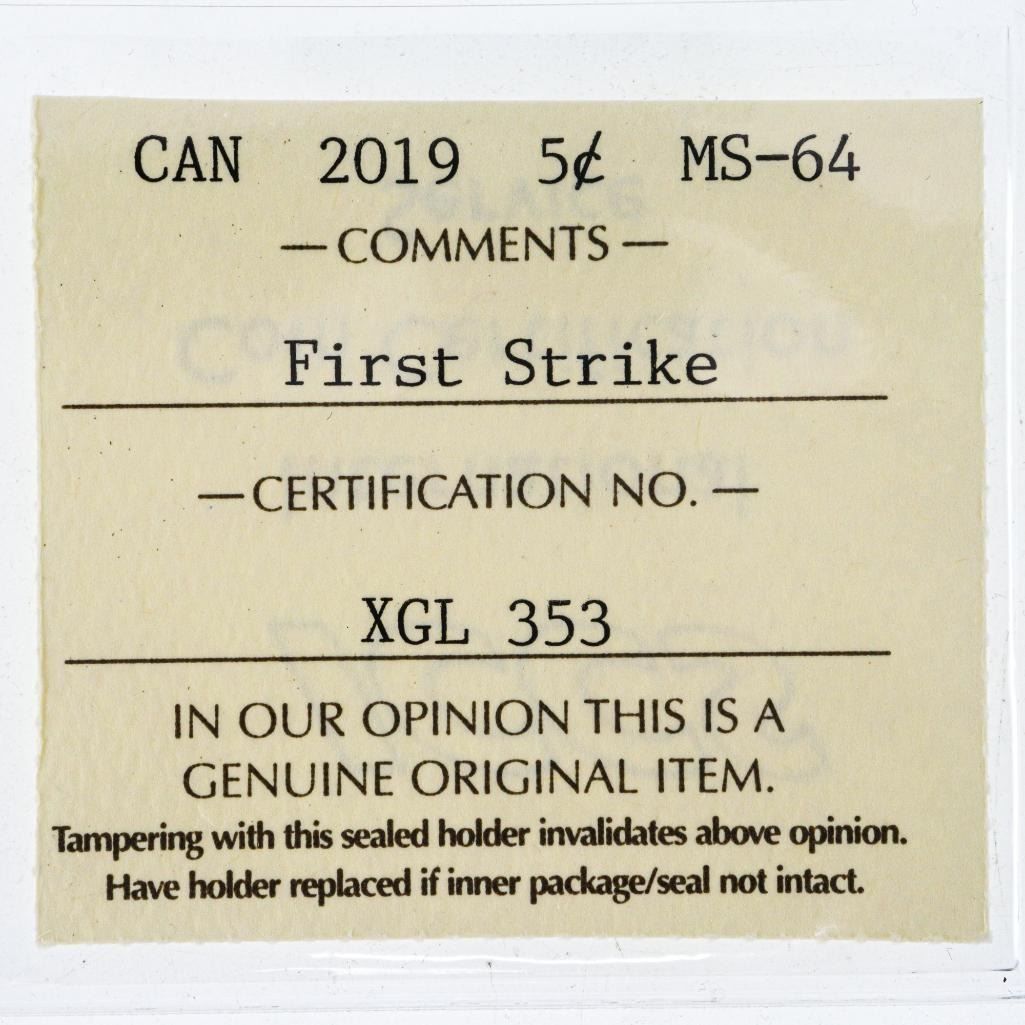 CAN 2019 5¢ MS-64
—COMMENTS—
First Strike
—CERTIFICATION NO.—
XGL 353
IN OUR OPINION THIS IS A
GENUINE ORIGINAL ITEM.
Tampering with this sealed holder invalidates above opinion.
Have holder replaced if inner package/seal not intact.